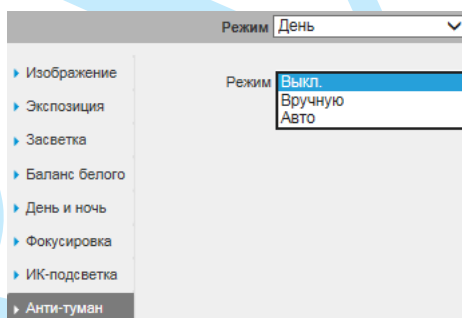 Режим День
Изображение
Режим Выкл.
Вручную
Авто
Экспозиция
Засветка
Баланс белого
День и ночь
Фокусировка
ИК-подсветка
Анти-туман